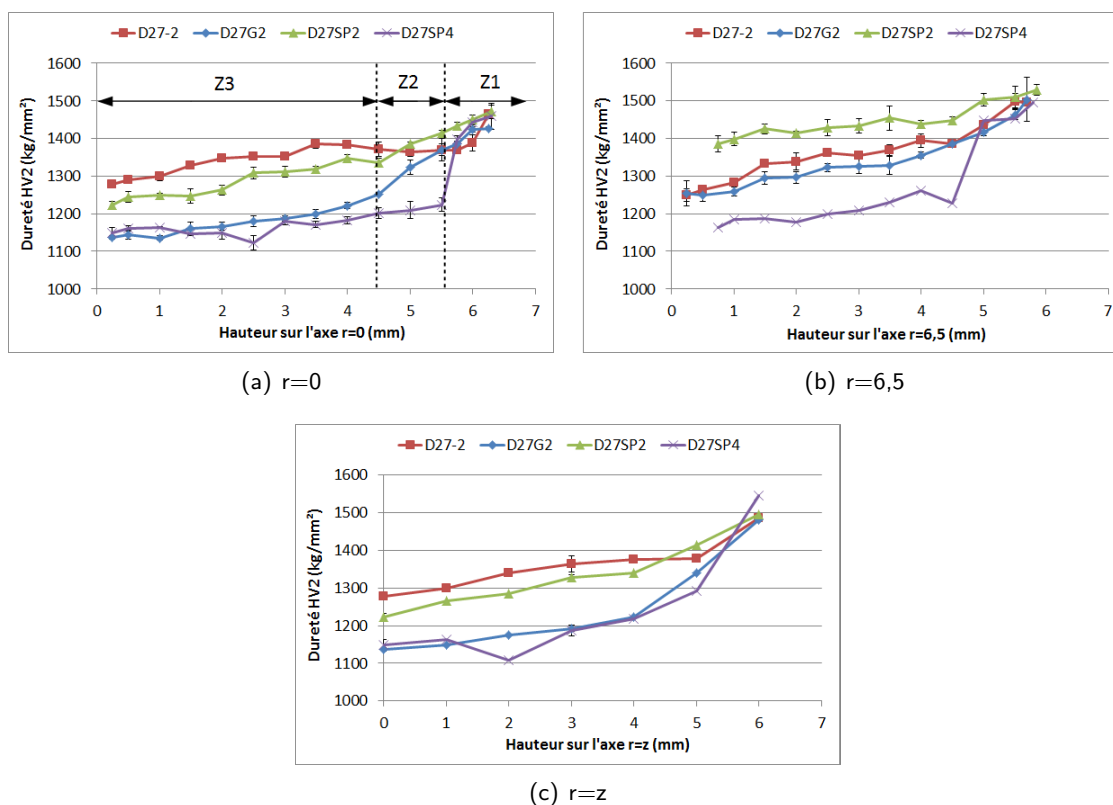 D27-2 D27G2 D27SP2 D27SP4
1600
1500
1400
1300
1200
1100
1000
Dureté HV2 (kg/mm²)
Z3 Z2 Z1
0 1 2 3 4 5 6 7
Hauteur sur l'axe r=0 (mm)
(a) r=0
D27-2 D27G2 D27SP2 D27SP4
1600
1500
1400
1300
1200
1100
1000
Dureté HV2 (kg/mm²)
0 1 2 3 4 5 6 7
Hauteur sur l'axe r=6,5 (mm)
(b) r=6,5
D27-2 D27G2 D27SP2 D27SP4
1600
1500
1400
1300
1200
1100
1000
Dureté HV2 (kg/mm²)
0 1 2 3 4 5 6 7
Hauteur sur l'axe r=z (mm)
(c) r=z